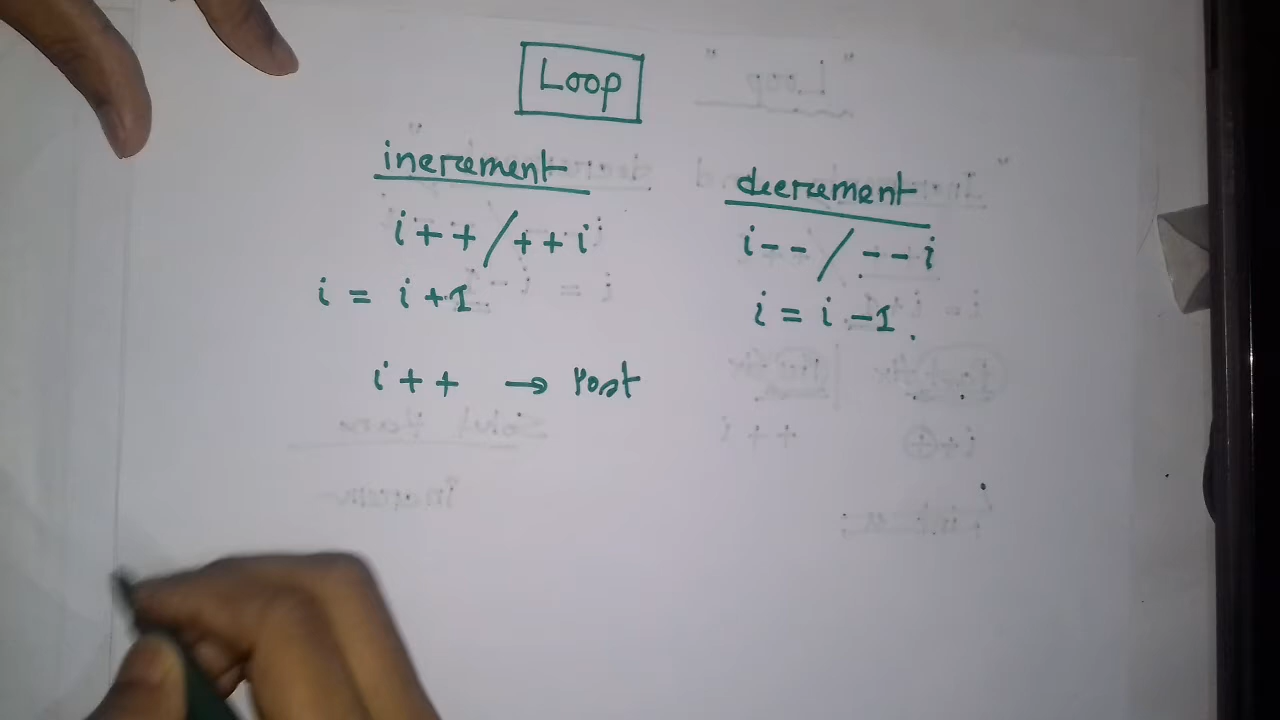 Loop
increment
decrement
i++ / ++i
i-- / --i
i = i+1
i = i-1.
i++ → Post